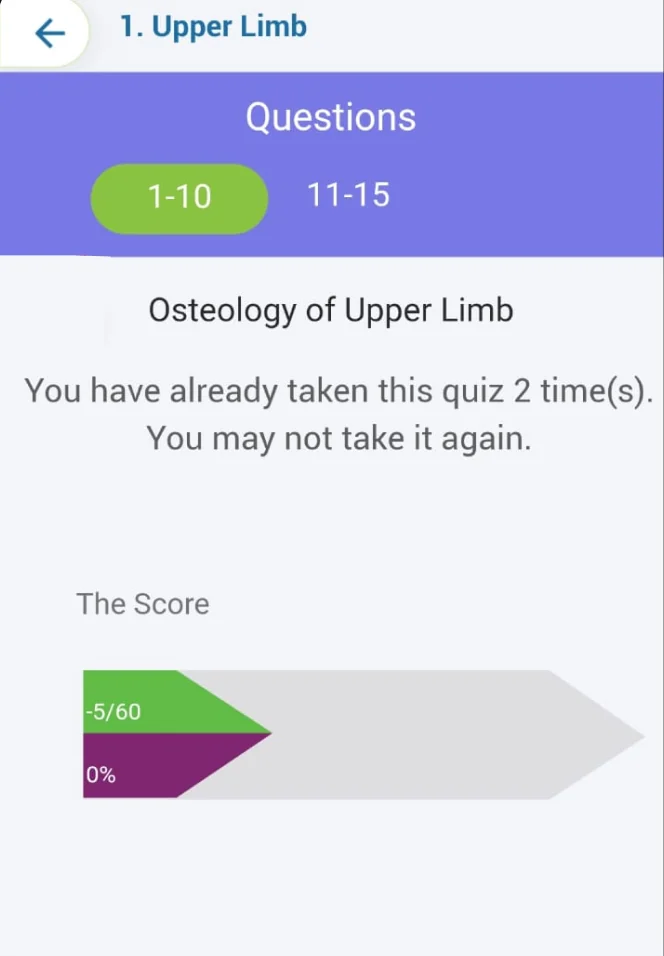 1. Upper Limb
Questions
1-10 11-15
Osteology of Upper Limb
You have already taken this quiz 2 time(s).
You may not take it again.
The Score
-5/60
0%